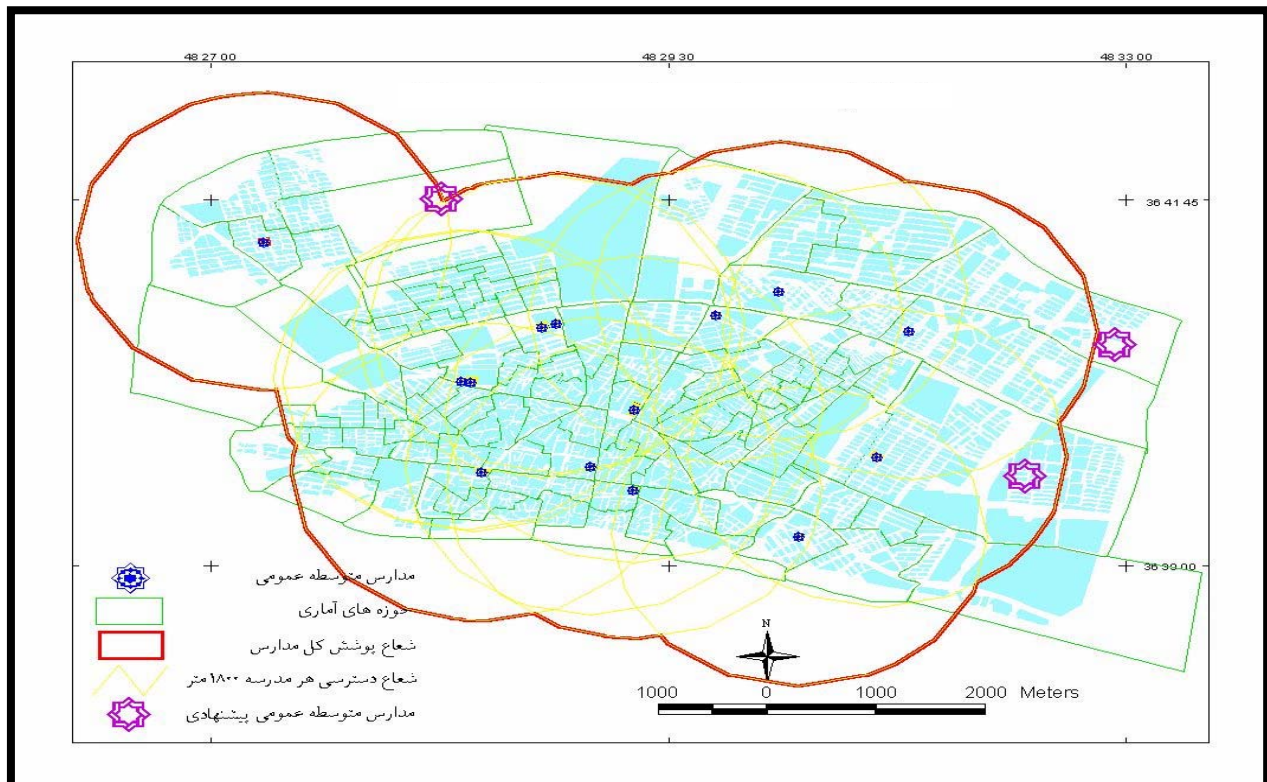 48 27 00 48 29 30 48 33 00
36 41 45
36 39 00
مدارس متوسطه عمومی
حوزه های آماری
شعاع پوشش کل مدارس
شعاع دسترسی هر مدرسه ۱۸۰۰متر
مدارس متوسطه عمومی پیشنهادی
N
1000 0 1000 2000 Meters